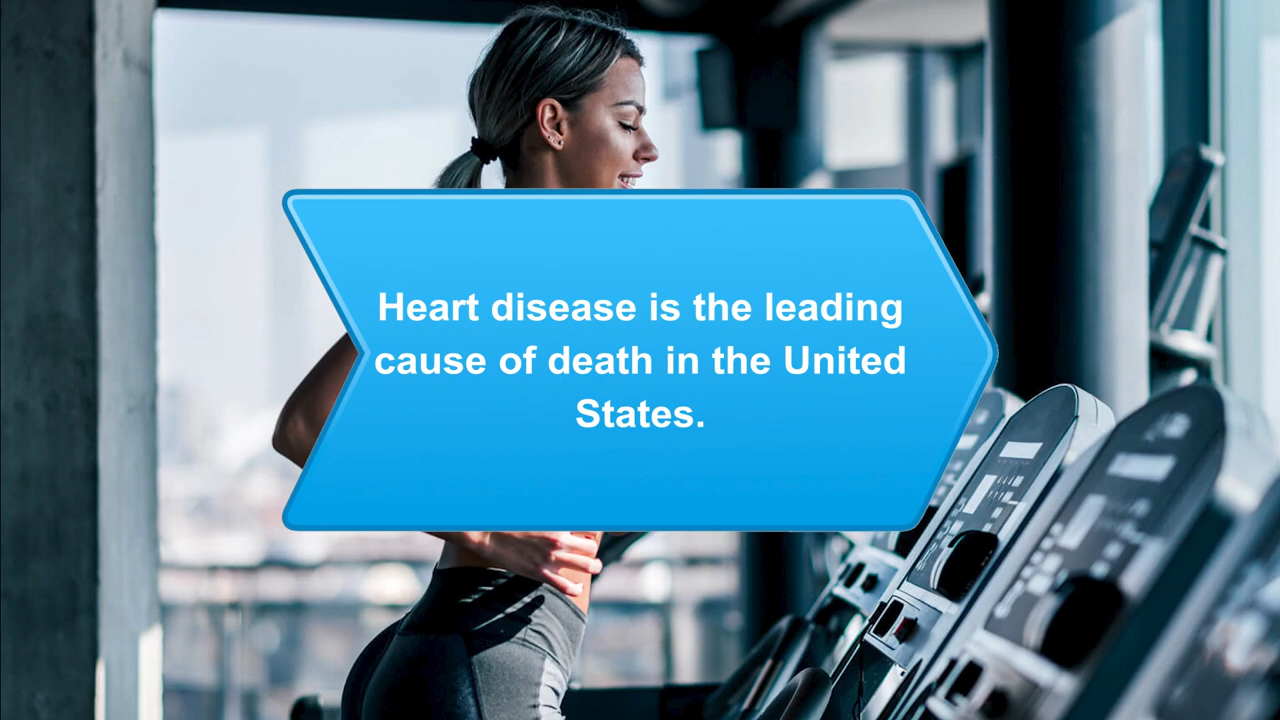 Heart disease is the leading
cause of death in the United
States.